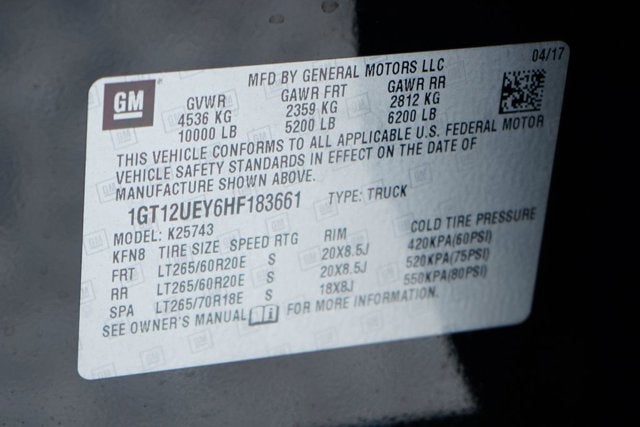 04/17
MFD BY GENERAL MOTORS LLC
GM
GVWR GAWR FRT GAWR RR
4536 KG 2359 KG 2812 KG
10000 LB 5200 LB 6200 LB
THIS VEHICLE CONFORMS TO ALL APPLICABLE U.S. FEDERAL MOTOR
VEHICLE SAFETY STANDARDS IN EFFECT ON THE DATE OF
MANUFACTURE SHOWN ABOVE.
1GT12UEY6HF183661 TYPE: TRUCK
MODEL: K25743
KFN8 TIRE SIZE SPEED RTG RIM COLD TIRE PRESSURE
FRT LT265/60R20E S 20X8.5J 420KPA(60PSI)
RR LT265/60R20E S 20X8.5J 520KPA(75PSI)
SPA LT265/70R18E S 18X8J 550KPA(80PSI)
SEE OWNER'S MANUAL i FOR MORE INFORMATION.